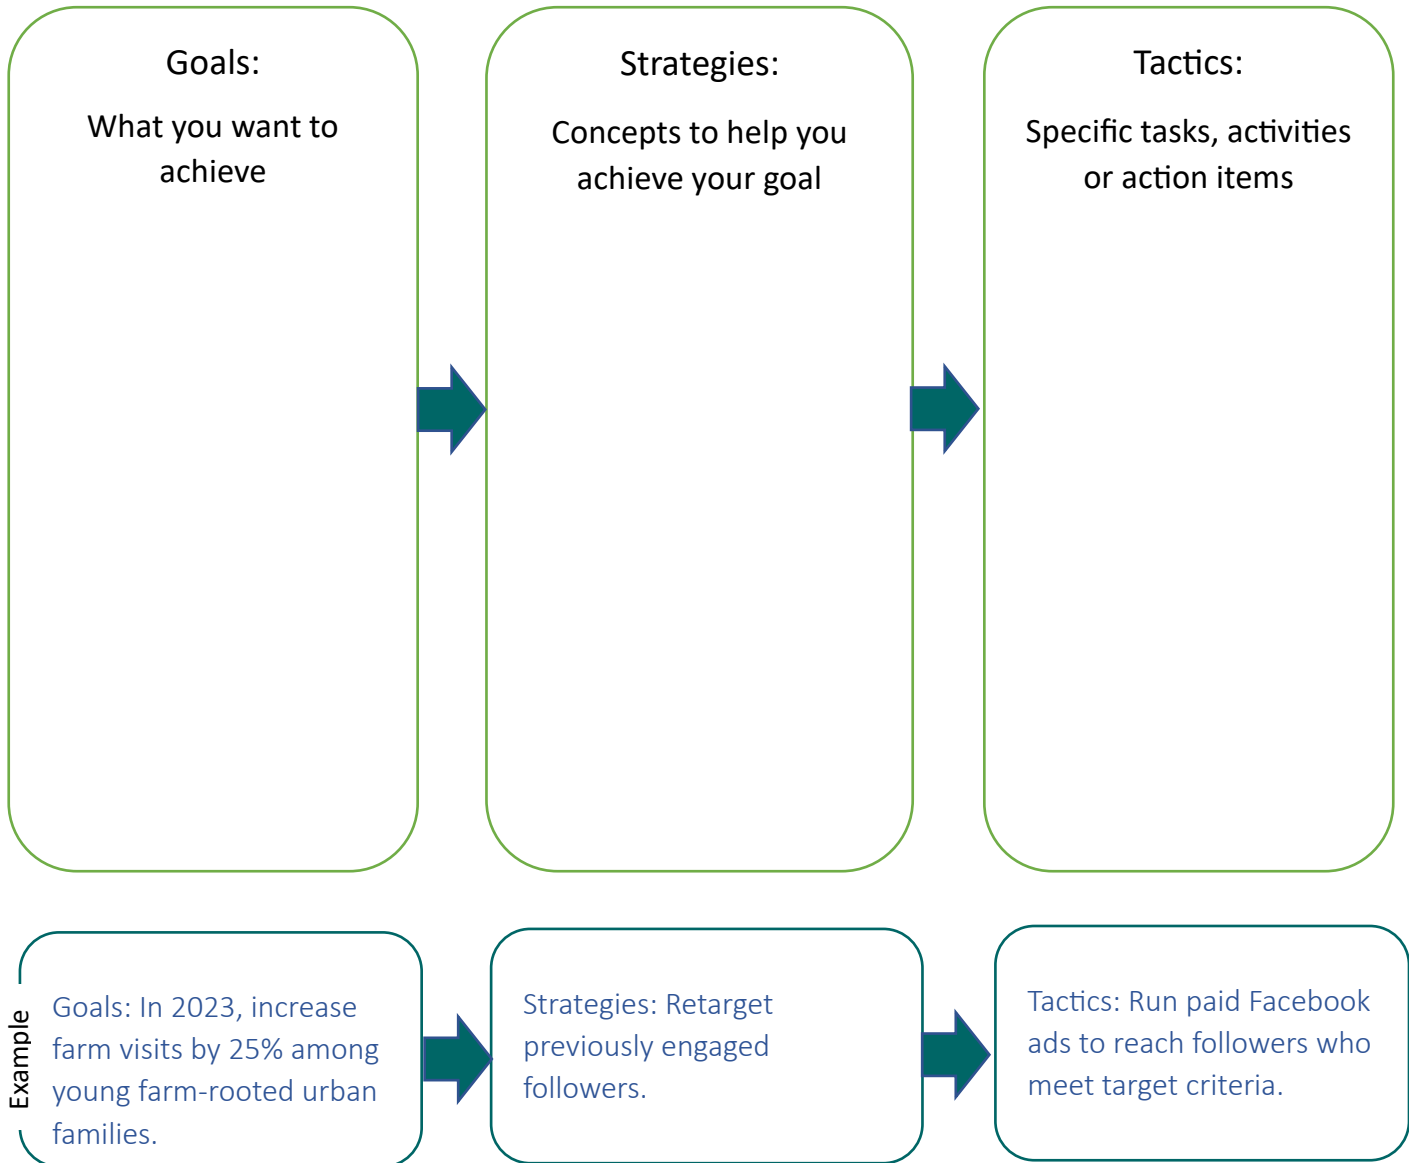 Goals:
What you want to
achieve
Strategies:
Concepts to help you
achieve your goal
Tactics:
Specific tasks, activities
or action items
Example
Goals: In 2023, increase
farm visits by 25% among
young farm-rooted urban
families.
Strategies: Retarget
previously engaged
followers.
Tactics: Run paid Facebook
ads to reach followers who
meet target criteria.